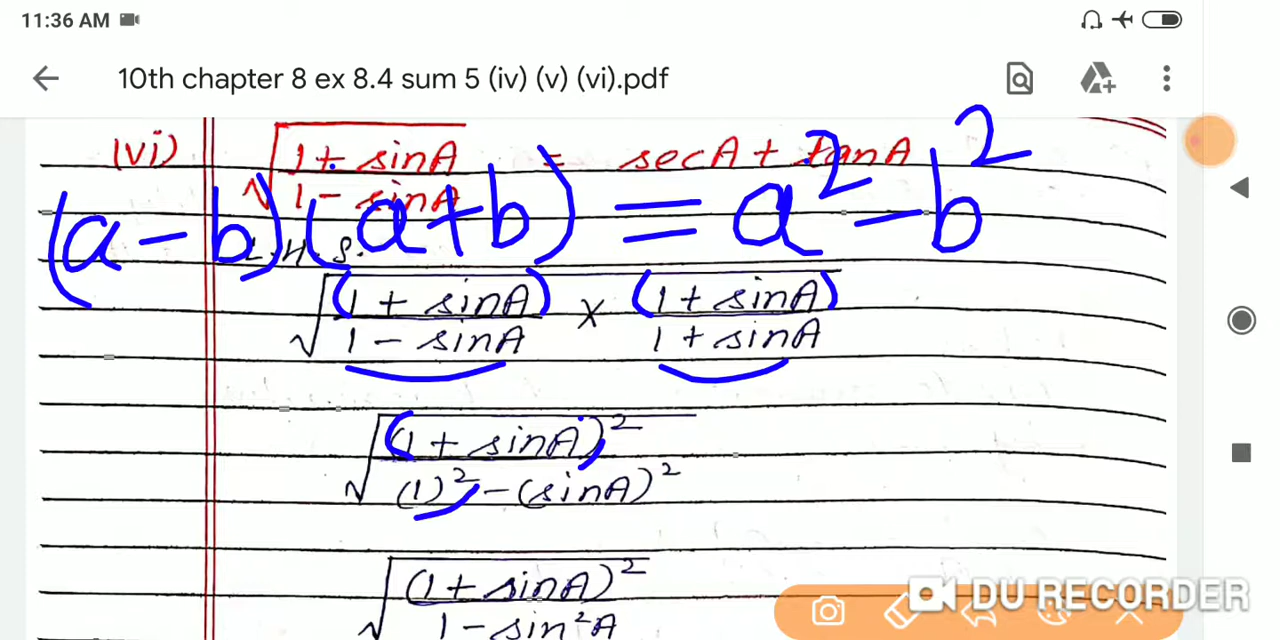 11:36 AM
10th chapter 8 ex 8.4 sum 5 (iv) (v) (vi).pdf
(vi) √(1 + sinA / 1 - sinA) = secA + tanA
(a - b)(a + b) = a² - b²
L.H.S.
√((1 + sinA) / 1 - sinA × (1 + sinA) / 1 + sinA)
√((1 + sinA)² / (1)² - (sinA)²)
√((1 + sinA)² / 1 - sin²A)
DU RECORDER